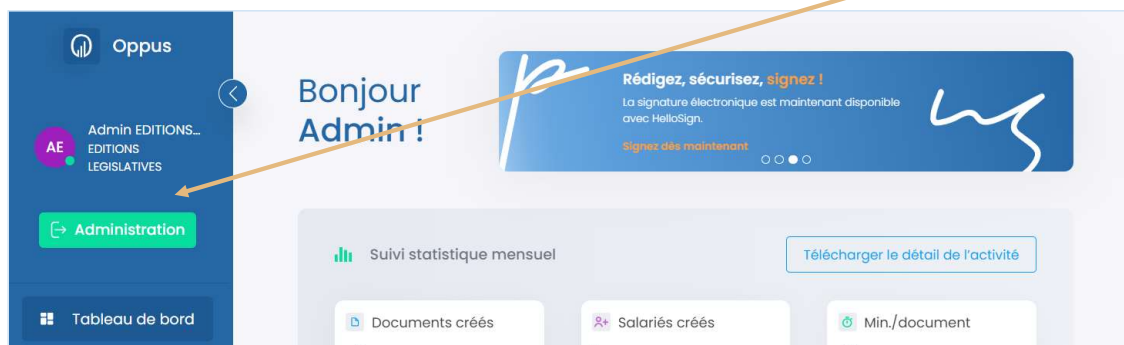 Oppus
AE
Admin EDITIONS...
EDITIONS
LEGISLATIVES
Administration
Tableau de bord
Bonjour
Admin !
Rédigez, sécurisez, signez !
La signature électronique est maintenant disponible
avec HelloSign.
Signez dès maintenant
Suivi statistique mensuel
Télécharger le détail de l'activité
Documents créés
Salariés créés
Min./document